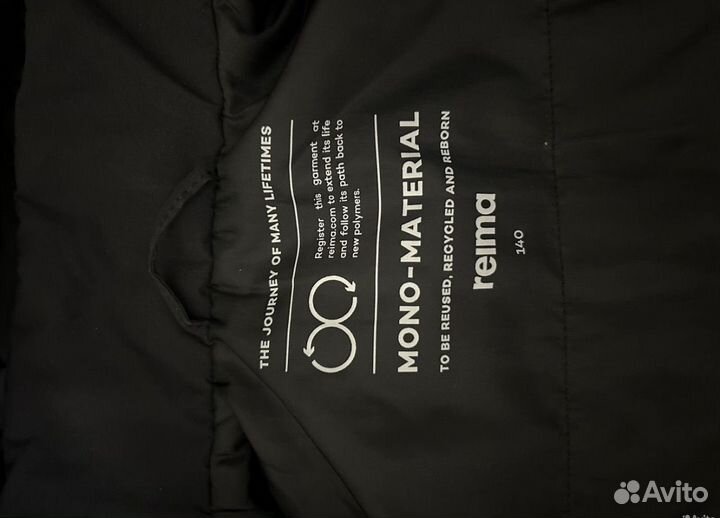 THE JOURNEY OF MANY LIFETIMES
Register this garment at
reima.com to extend its life
and follow its path back to
new polymers.
MONO-MATERIAL
TO BE REUSED, RECYCLED AND REBORN
reima
140
Avito